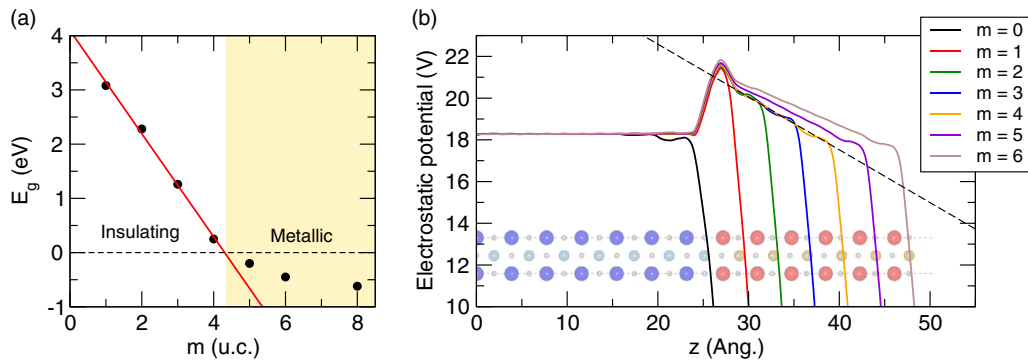 (a)
4
3
2
1
0
-1
E_g (eV)
Insulating
Metallic
0 2 4 6 8
m (u.c.)
(b)
22
20
18
16
14
12
10
Electrostatic potential (V)
0 10 20 30 40 50
z (Ang.)
m = 0
m = 1
m = 2
m = 3
m = 4
m = 5
m = 6